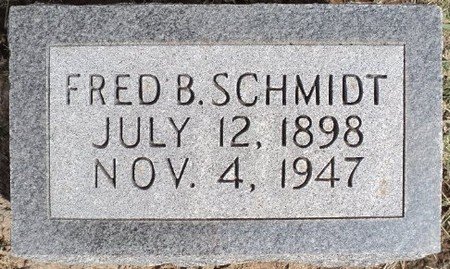 FRED B. SCHMIDT
JULY 12, 1898
NOV. 4, 1947